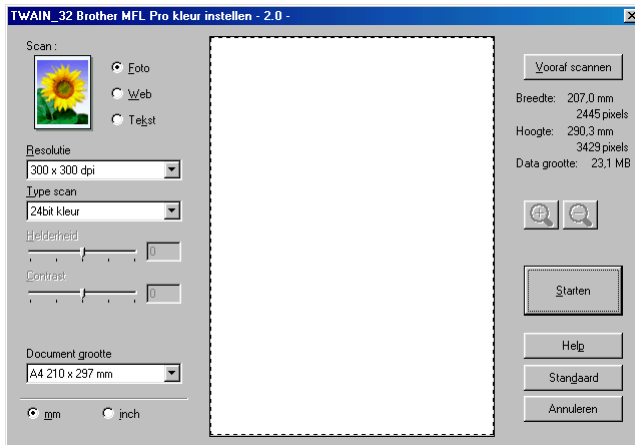 TWAIN_32 Brother MFL Pro kleur instellen - 2.0 -
Scan :
Foto
Web
Tekst
Resolutie
300 x 300 dpi
Type scan
24bit kleur
Helderheid
0
Contrast
0
Document grootte
A4 210 x 297 mm
mm
inch
Vooraf scannen
Breedte: 207,0 mm
2445 pixels
Hoogte: 290,3 mm
3429 pixels
Data grootte: 23,1 MB
Starten
Help
Standaard
Annuleren